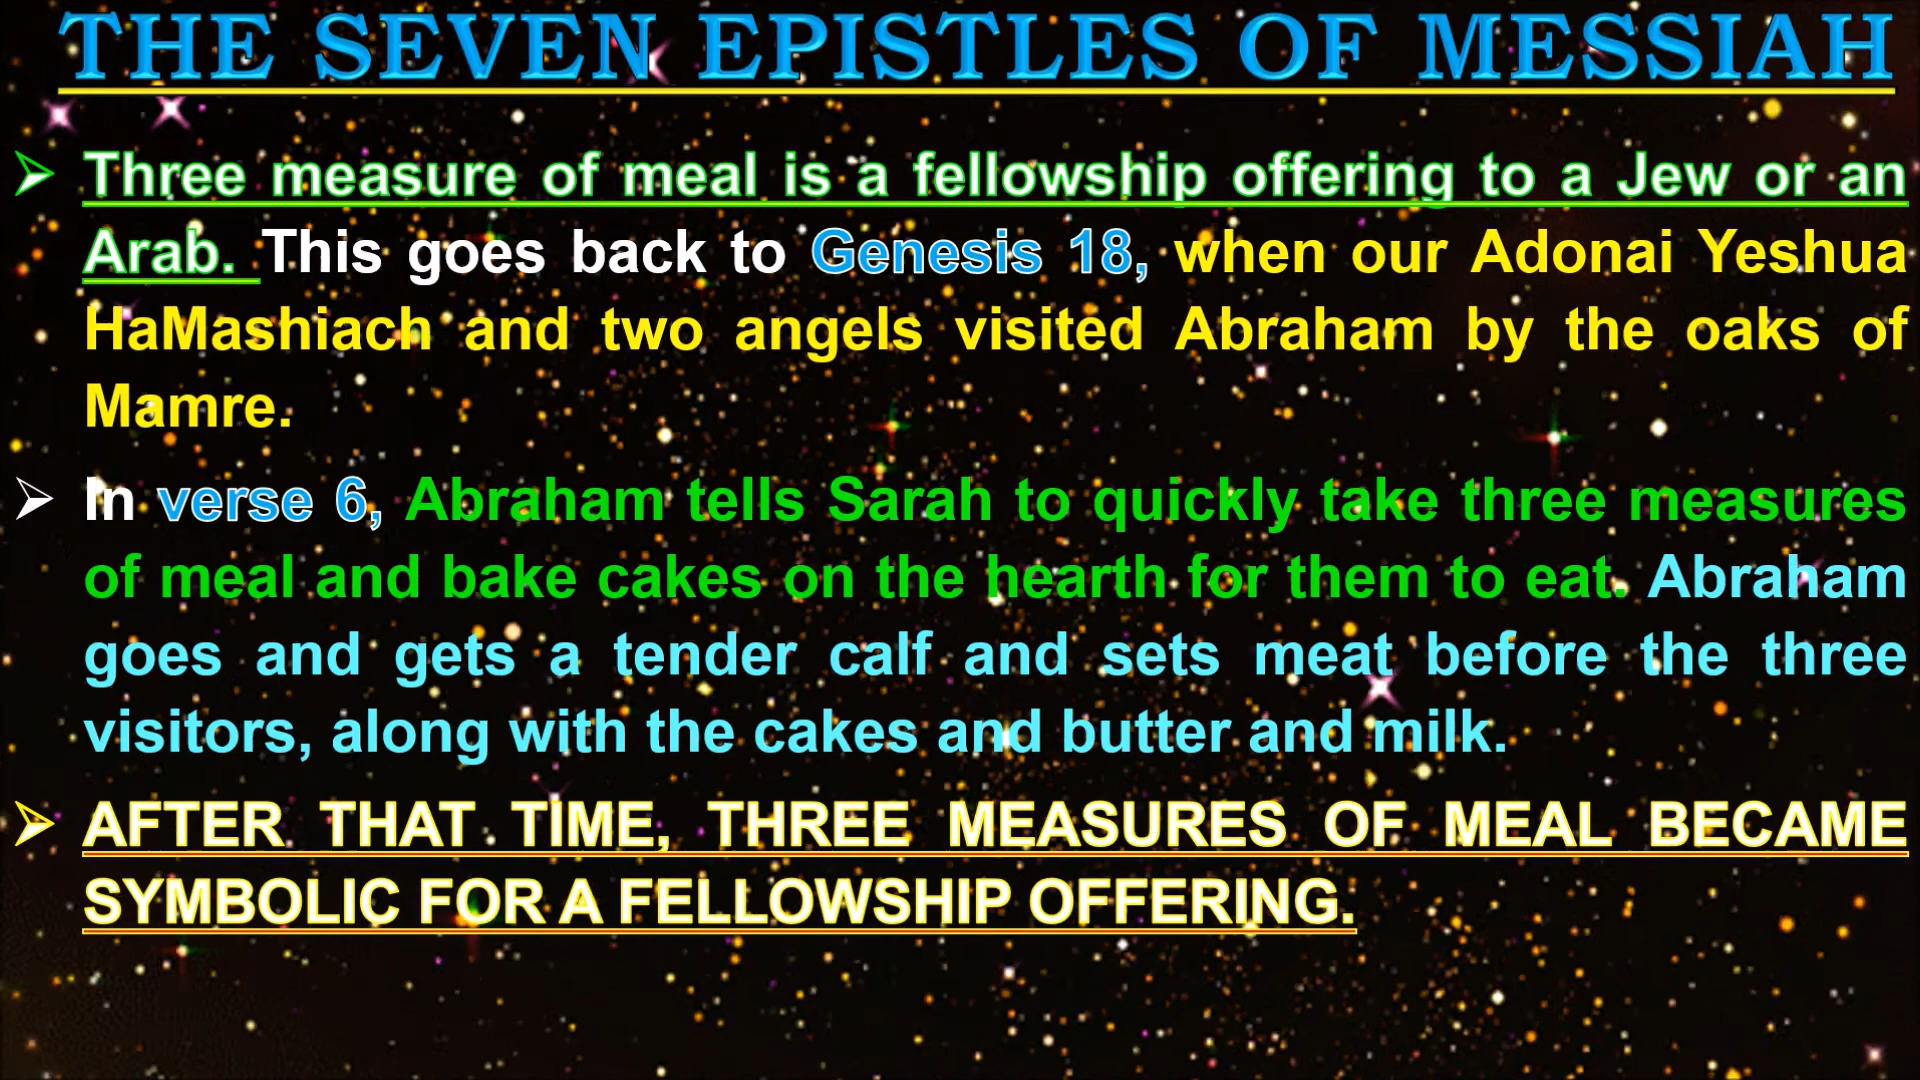 THE SEVEN EPISTLES OF MESSIAH
Three measure of meal is a fellowship offering to a Jew or an
Arab. This goes back to Genesis 18, when our Adonai Yeshua
HaMashiach and two angels visited Abraham by the oaks of
Mamre.
In verse 6, Abraham tells Sarah to quickly take three measures
of meal and bake cakes on the hearth for them to eat. Abraham
goes and gets a tender calf and sets meat before the three
visitors, along with the cakes and butter and milk.
AFTER THAT TIME, THREE MEASURES OF MEAL BECAME
SYMBOLIC FOR A FELLOWSHIP OFFERING.